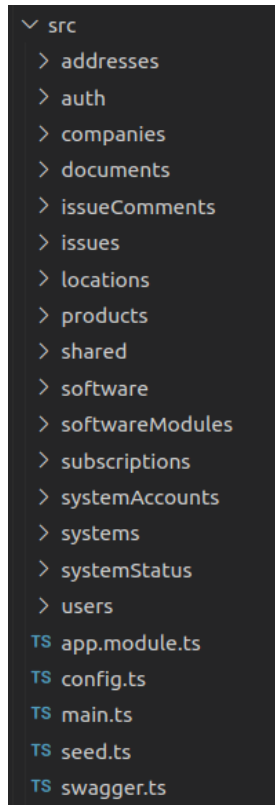 src
addresses
auth
companies
documents
issueComments
issues
locations
products
shared
software
softwareModules
subscriptions
systemAccounts
systems
systemStatus
users
TS app.module.ts
TS config.ts
TS main.ts
TS seed.ts
TS swagger.ts